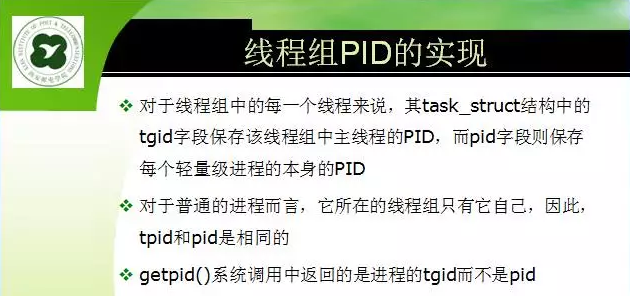 线程组PID的实现
对于线程组中的每一个线程来说，其task_struct结构中的
tgid字段保存该线程组中主线程的PID，而pid字段则保存
每个轻量级进程的本身的PID
对于普通的进程而言，它所在的线程组只有它自己，因此，
tpid和pid是相同的
getpid()系统调用中返回的是进程的tgid而不是pid